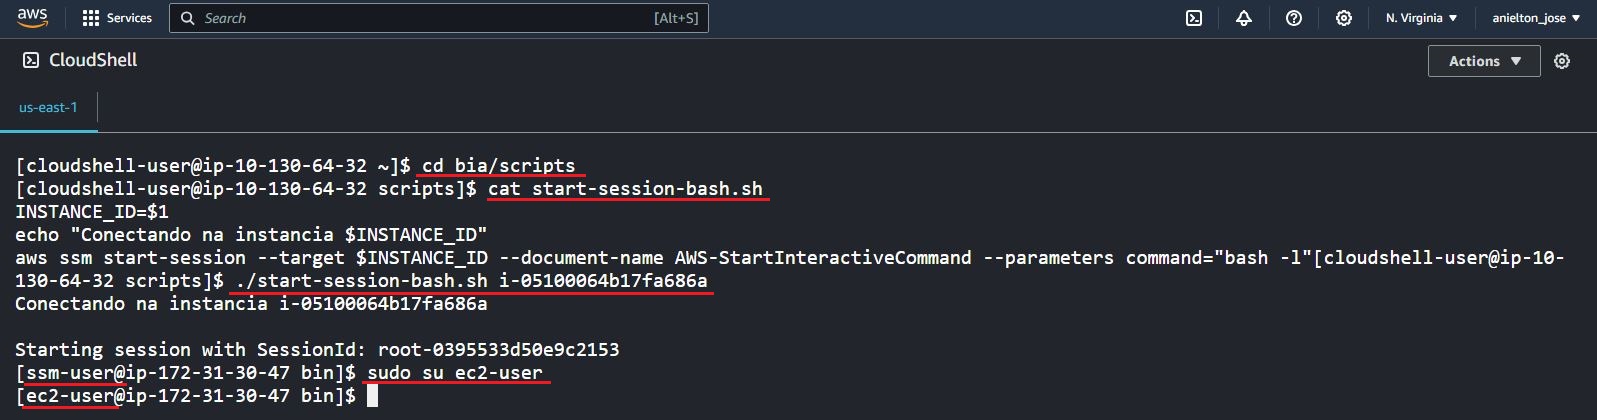 aws
Services
Search
[Alt+S]
N. Virginia
anielton_jose
CloudShell
Actions
us-east-1
[cloudshell-user@ip-10-130-64-32 ~]$ cd bia/scripts
[cloudshell-user@ip-10-130-64-32 scripts]$ cat start-session-bash.sh
INSTANCE_ID=$1
echo "Conectando na instancia $INSTANCE_ID"
aws ssm start-session --target $INSTANCE_ID --document-name AWS-StartInteractiveCommand --parameters command="bash -l"[cloudshell-user@ip-10-
130-64-32 scripts]$ ./start-session-bash.sh i-05100064b17fa686a
Conectando na instancia i-05100064b17fa686a
Starting session with SessionId: root-0395533d50e9c2153
[ssm-user@ip-172-31-30-47 bin]$ sudo su ec2-user
[ec2-user@ip-172-31-30-47 bin]$